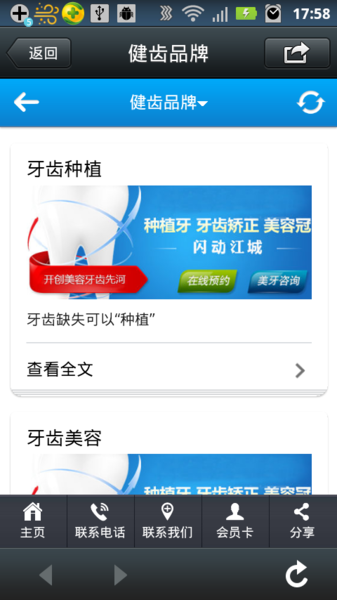 17:58
返回
健齿品牌
健齿品牌
牙齿种植
种植牙 牙齿矫正 美容冠
闪动江城
开创美容牙齿先河
在线预约
美牙咨询
牙齿缺失可以“种植”
查看全文
牙齿美容
种植牙 牙齿矫正 美容冠
主页
联系电话
联系我们
会员卡
分享